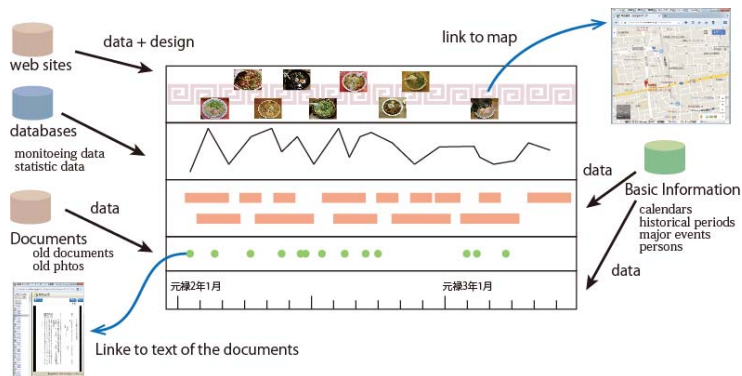 web sites
data + design
link to map
databases
monitoeing data
statistic data
data
Basic Information
calendars
historical periods
major events
persons
data
Documents
old documents
old phtos
data
元禄2年1月
元禄3年1月
Linke to text of the documents